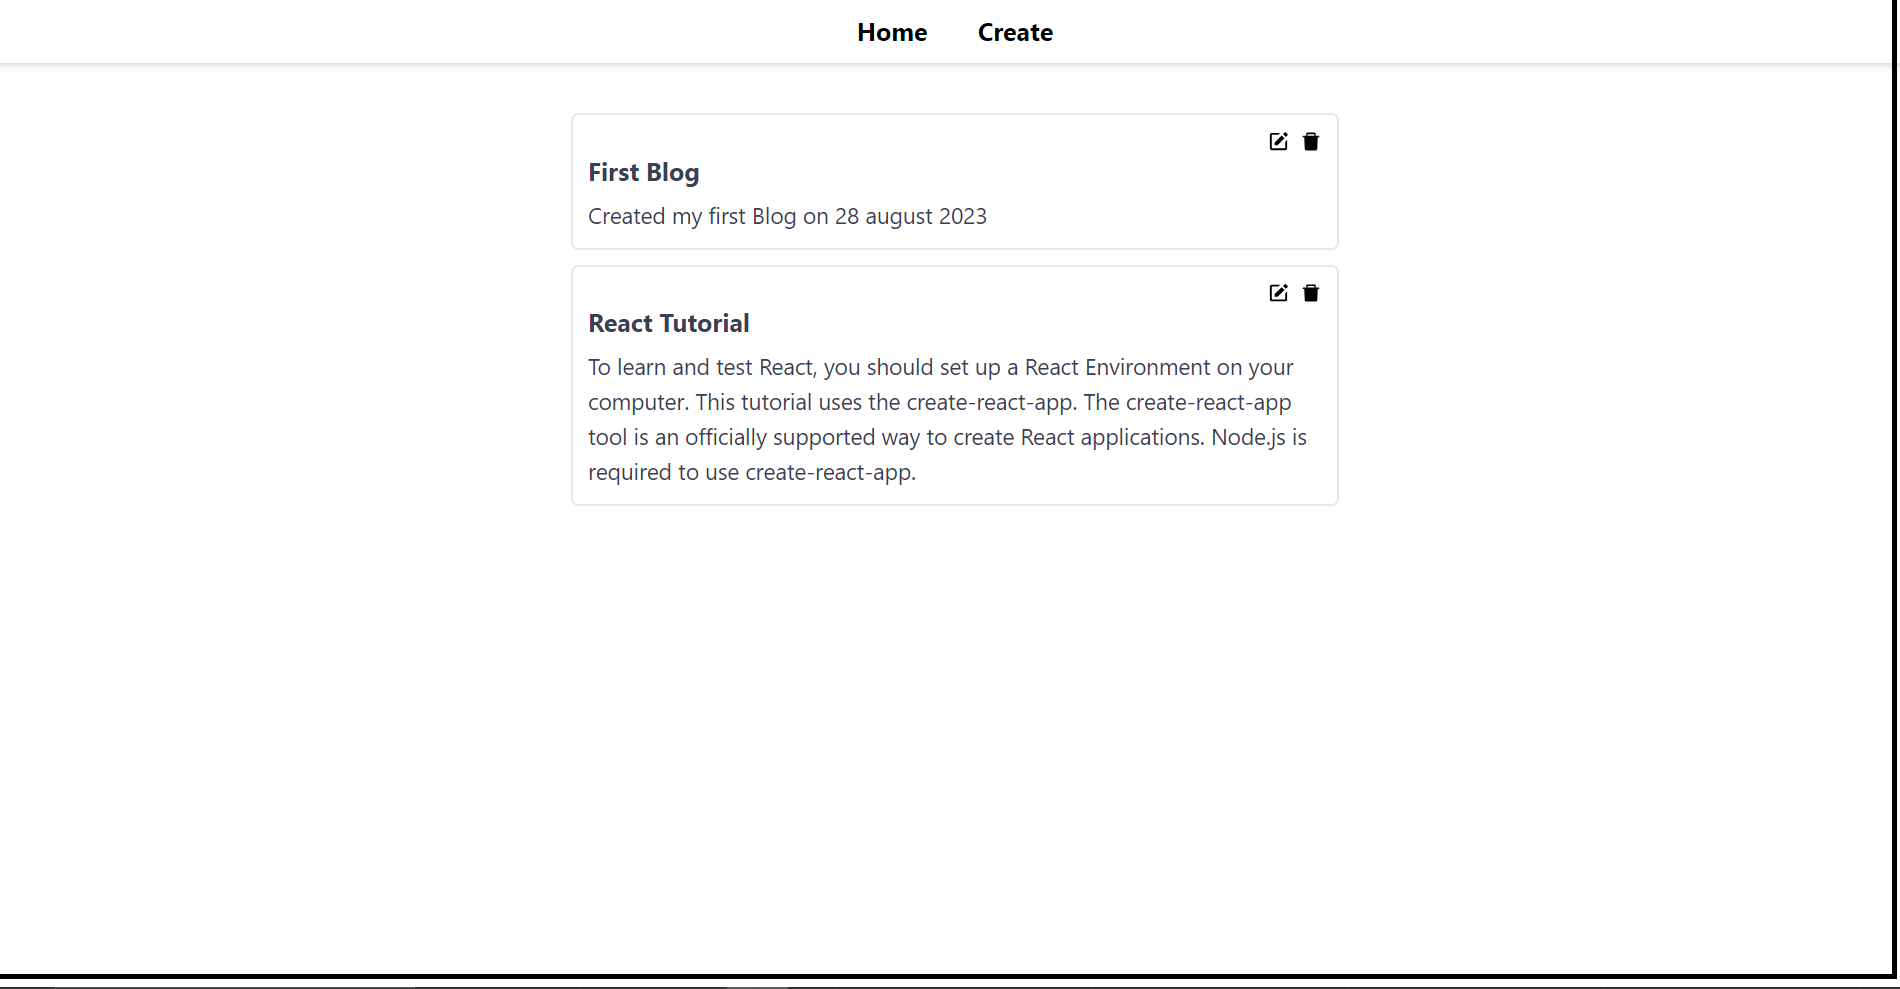 Home Create
First Blog
Created my first Blog on 28 august 2023
React Tutorial
To learn and test React, you should set up a React Environment on your
computer. This tutorial uses the create-react-app. The create-react-app
tool is an officially supported way to create React applications. Node.js is
required to use create-react-app.